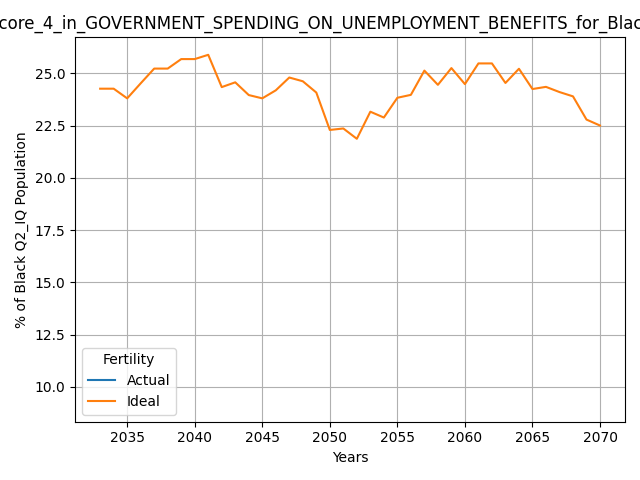 core_4_in_GOVERNMENT_SPENDING_ON_UNEMPLOYMENT_BENEFITS_for_Blac
25.0
22.5
20.0
17.5
15.0
12.5
10.0
% of Black Q2_IQ Population
Fertility
Actual
Ideal
2035 2040 2045 2050 2055 2060 2065 2070
Years